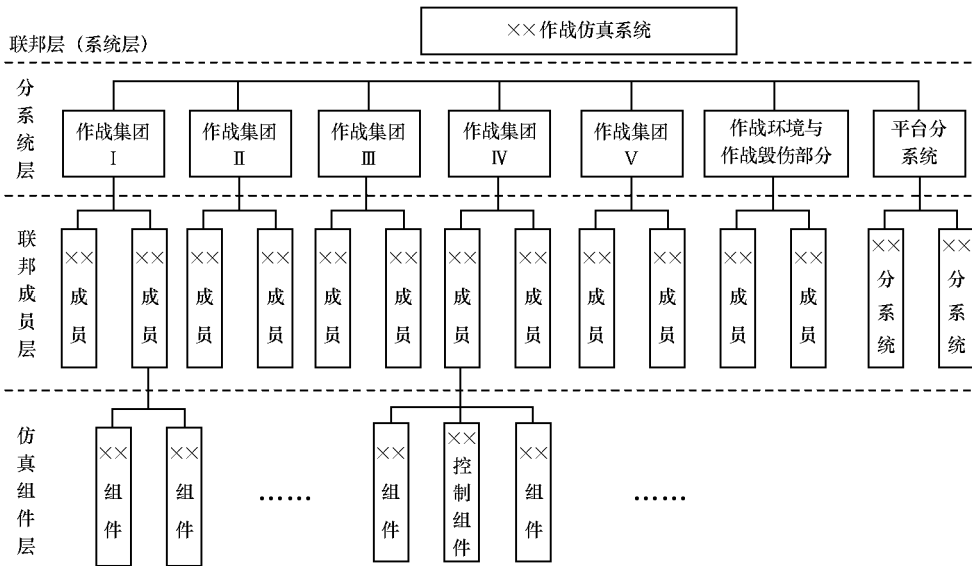 ××作战仿真系统
联邦层（系统层）
分系统层
作战集团
Ⅰ
作战集团
Ⅱ
作战集团
Ⅲ
作战集团
Ⅳ
作战集团
Ⅴ
作战环境与
作战毁伤部分
平台分
系统
联邦成员层
××成员
××成员
××成员
××成员
××成员
××成员
××成员
××成员
××成员
××成员
××成员
××成员
××分系统
××分系统
仿真组件层
××组件
××组件
……
××组件
××控制组件
××组件
……